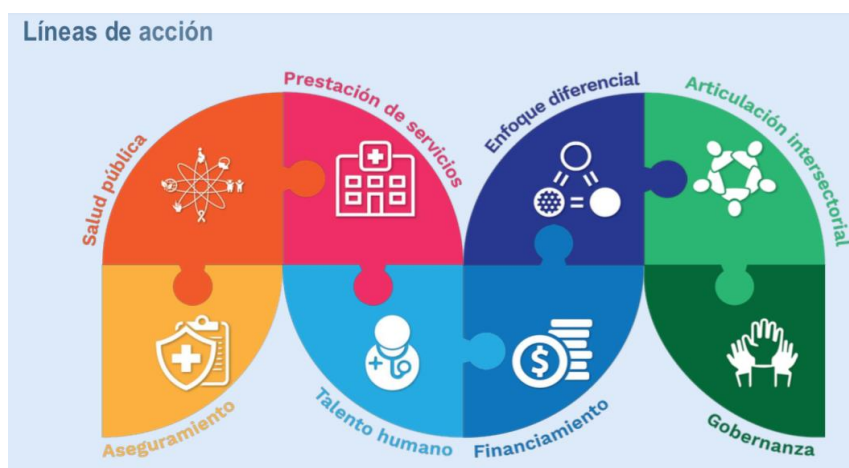 Líneas de acción
Salud pública
Prestación de servicios
Enfoque diferencial
Articulación intersectorial
Aseguramiento
Talento humano
Financiamiento
Gobernanza
$